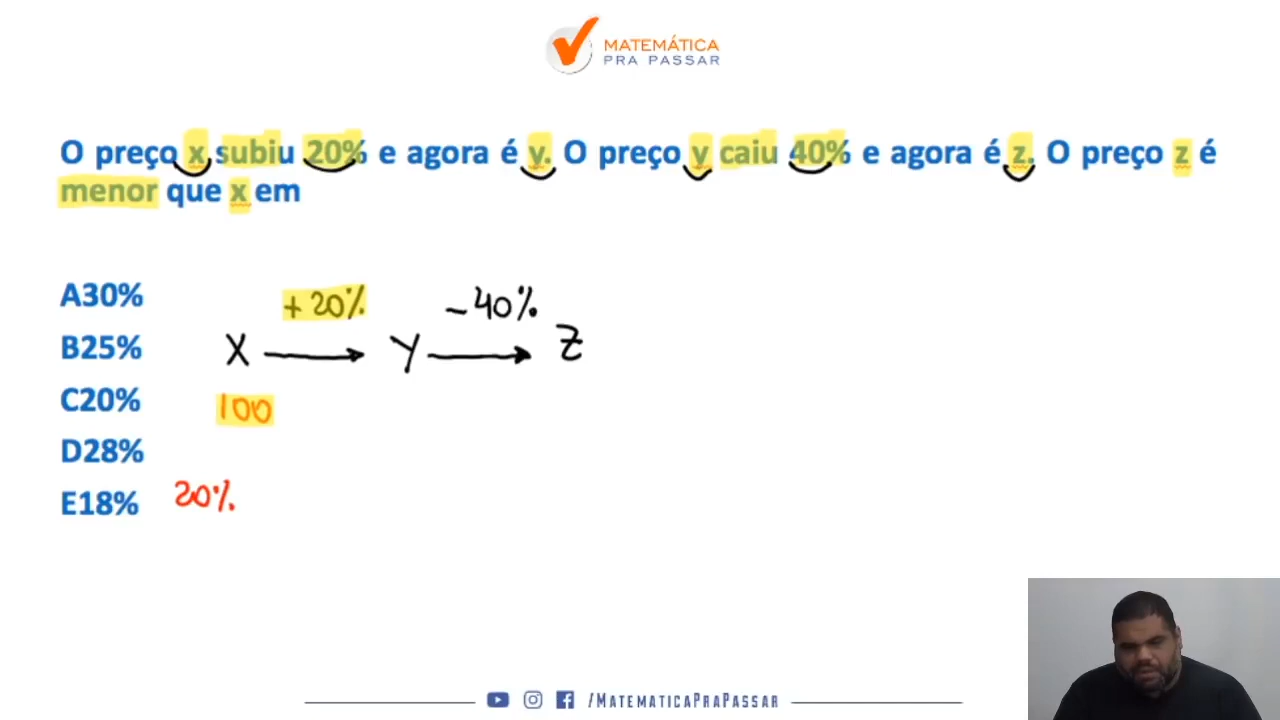 MATEMÁTICA
PRA PASSAR
O preço x subiu 20% e agora é y. O preço y caiu 40% e agora é z. O preço z é
menor que x em
A30%
B25%
C20%
D28%
E18%
+ 20% - 40%
X Y Z
100
20%
/MATEMATICAPRAPASSAR